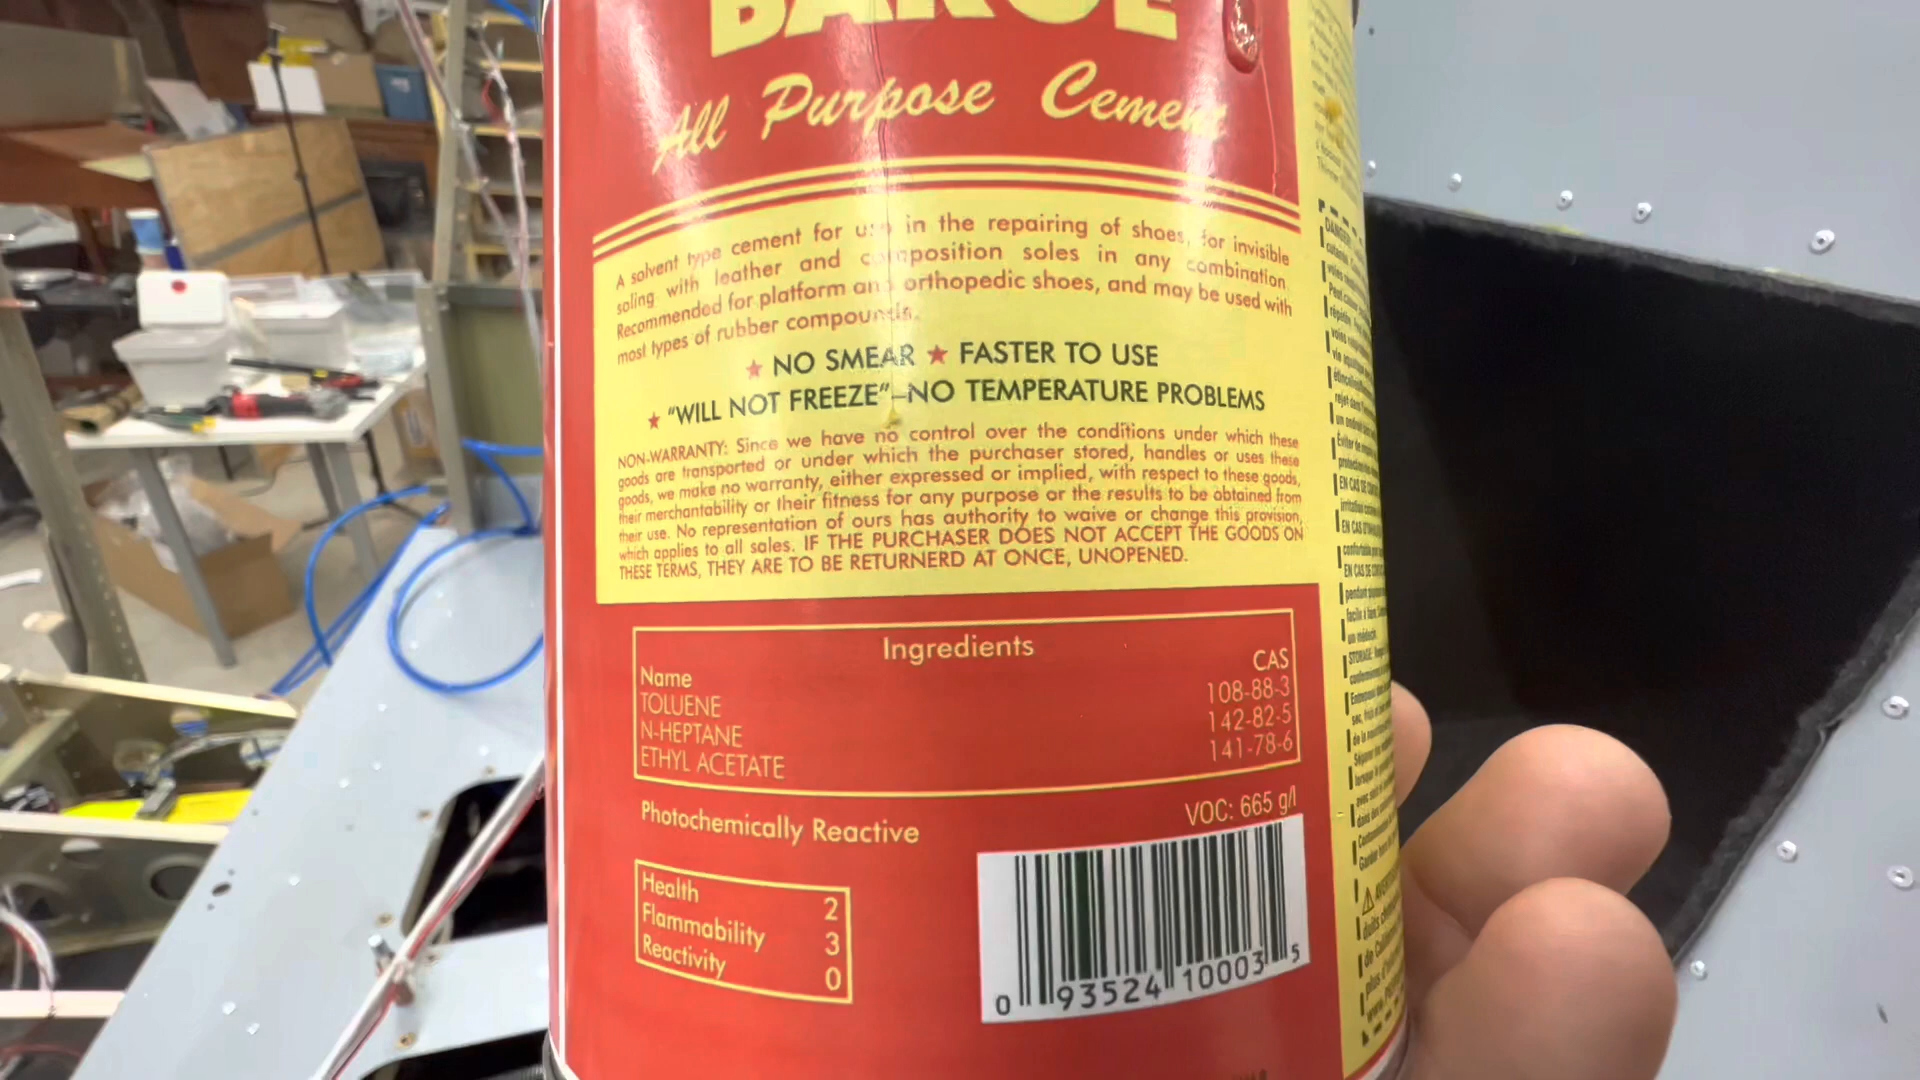 BARGE
All Purpose Cement
A solvent type cement for use in the repairing of shoes, for invisible
soling with leather and composition soles in any combination.
Recommended for platform and orthopedic shoes, and may be used with
most types of rubber compounds.
★ NO SMEAR ★ FASTER TO USE
★ "WILL NOT FREEZE"–NO TEMPERATURE PROBLEMS
NON-WARRANTY: Since we have no control over the conditions under which these
goods are transported or under which the purchaser stored, handles or uses these
goods, we make no warranty, either expressed or implied, with respect to these goods,
their merchantability or their fitness for any purpose or the results to be obtained from
their use. No representation of ours has authority to waive or change this provision,
which applies to all sales. IF THE PURCHASER DOES NOT ACCEPT THE GOODS ON
THESE TERMS, THEY ARE TO BE RETURNERD AT ONCE, UNOPENED.
Ingredients
Name CAS
TOLUENE 108-88-3
N-HEPTANE 142-82-5
ETHYL ACETATE 141-78-6
Photochemically Reactive VOC: 665 g/l
Health 2
Flammability 3
Reactivity 0
0 93524 10003 5